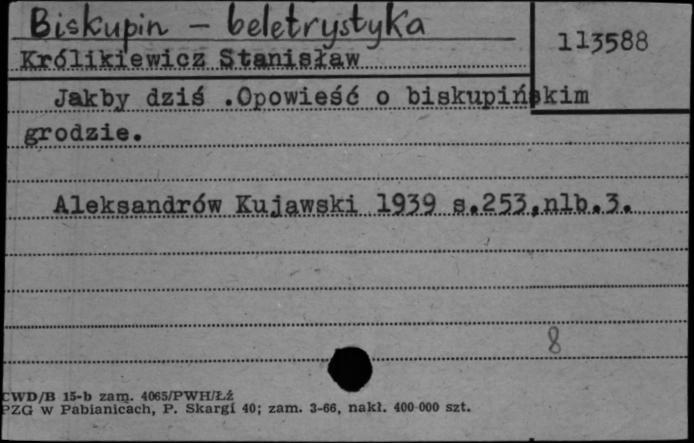 Biskupin – beletrystyka
113588
Królikiewicz Stanisław
Jakby dziś .Opowieść o biskupińskim
grodzie.
Aleksandrów Kujawski 1939 s.253,nlb.3.
8
CWD/B 15-b zam. 4065/PWH/Łź
PZG w Pabianicach, P. Skargi 40; zam. 3-66, nakł. 400 000 szt.